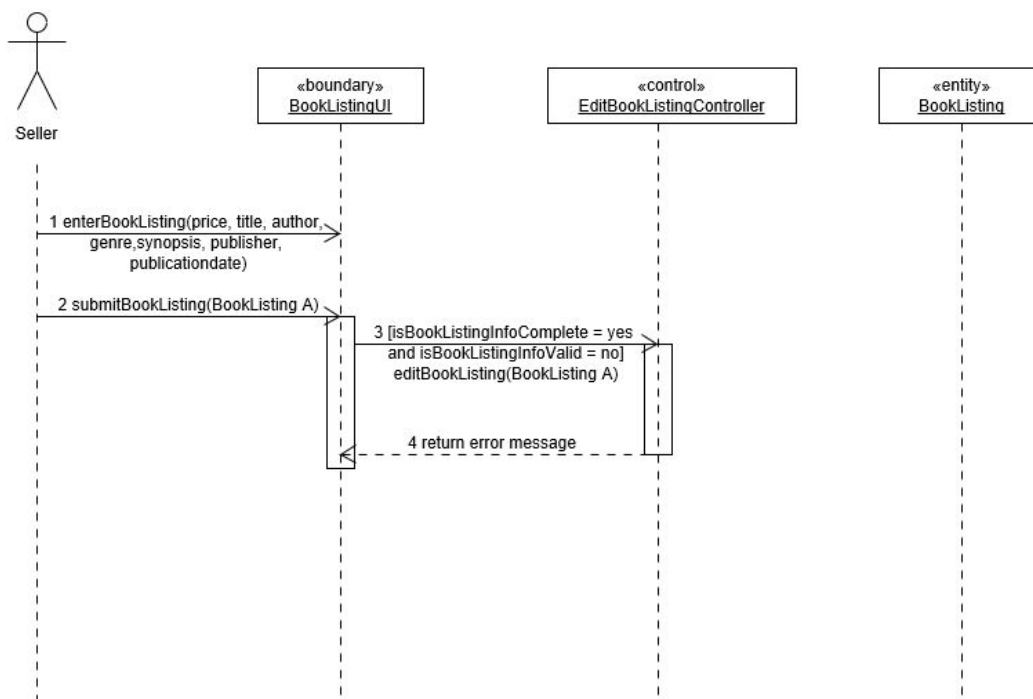 «boundary»
BookListingUI
«control»
EditBookListingController
«entity»
BookListing
Seller
1 enterBookListing(price, title, author,
genre,synopsis, publisher,
publicationdate)
2 submitBookListing(BookListing A)
3 [isBookListingInfoComplete = yes
and isBookListingInfoValid = no]
editBookListing(BookListing A)
4 return error message